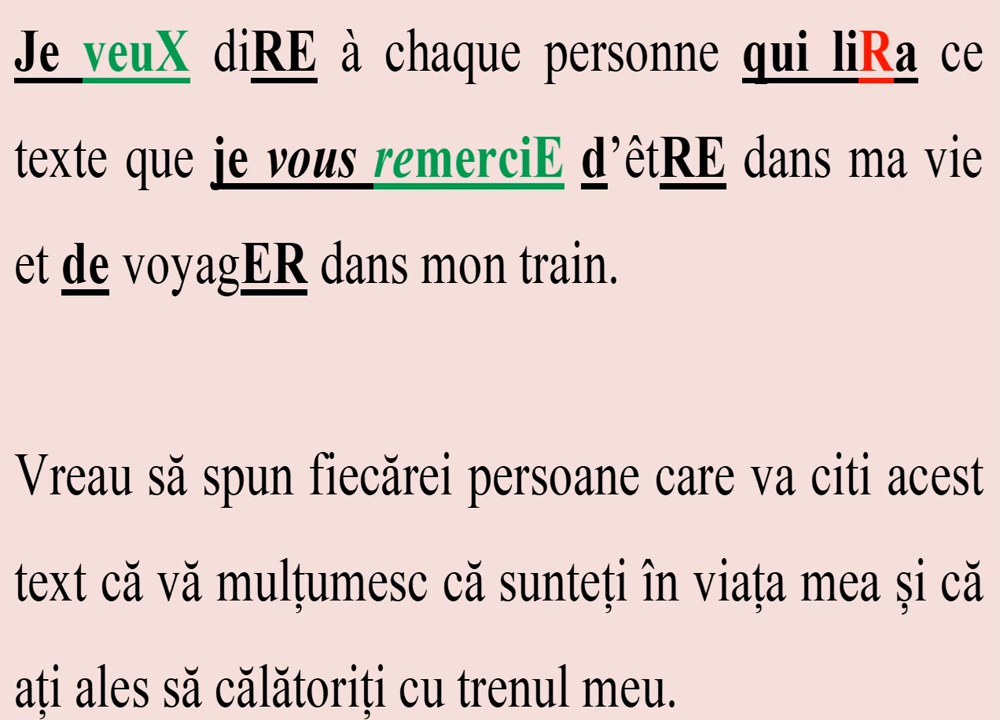 Je veuX diRE à chaque personne qui liRa ce
texte que je vous remerciE d’êtRE dans ma vie
et de voyagER dans mon train.
Vreau să spun fiecărei persoane care va citi acest
text că vă mulțumesc că sunteți în viața mea și că
ați ales să călătoriți cu trenul meu.